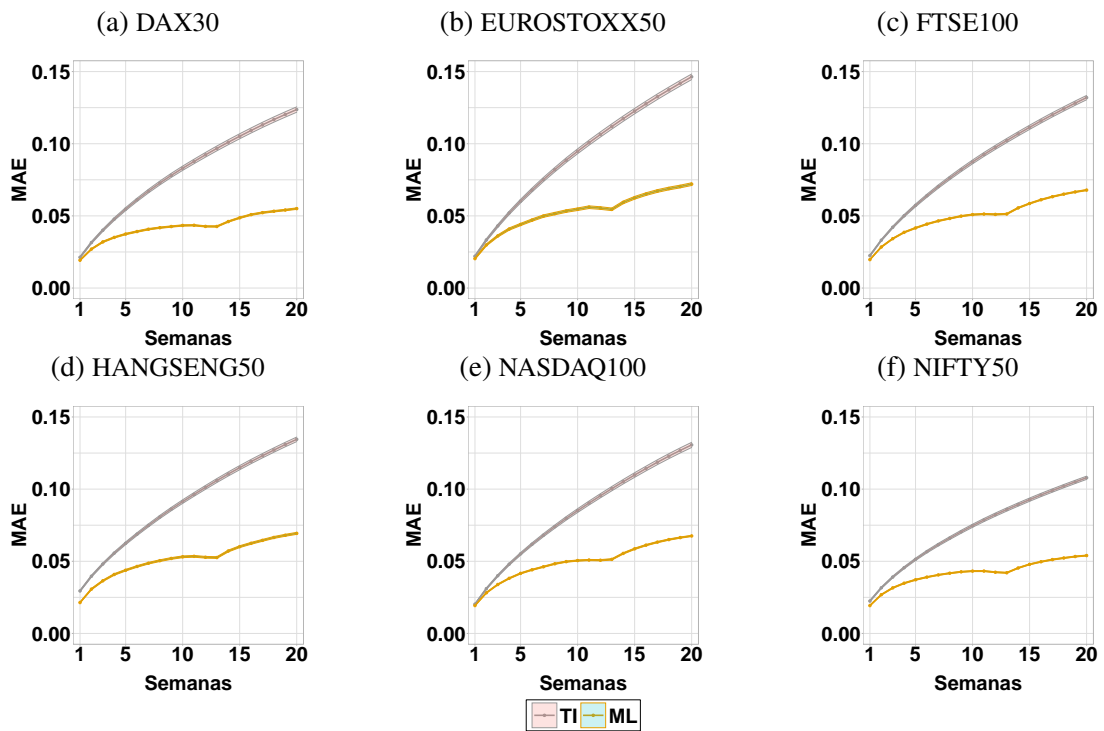 (a) DAX30
(b) EUROSTOXX50
(c) FTSE100
0.15
0.10
0.05
0.00
MAE
1 5 10 15 20
Semanas
0.15
0.10
0.05
0.00
MAE
1 5 10 15 20
Semanas
0.15
0.10
0.05
0.00
MAE
1 5 10 15 20
Semanas
(d) HANGSENG50
(e) NASDAQ100
(f) NIFTY50
0.15
0.10
0.05
0.00
MAE
1 5 10 15 20
Semanas
0.15
0.10
0.05
0.00
MAE
1 5 10 15 20
Semanas
0.15
0.10
0.05
0.00
MAE
1 5 10 15 20
Semanas
TI ML